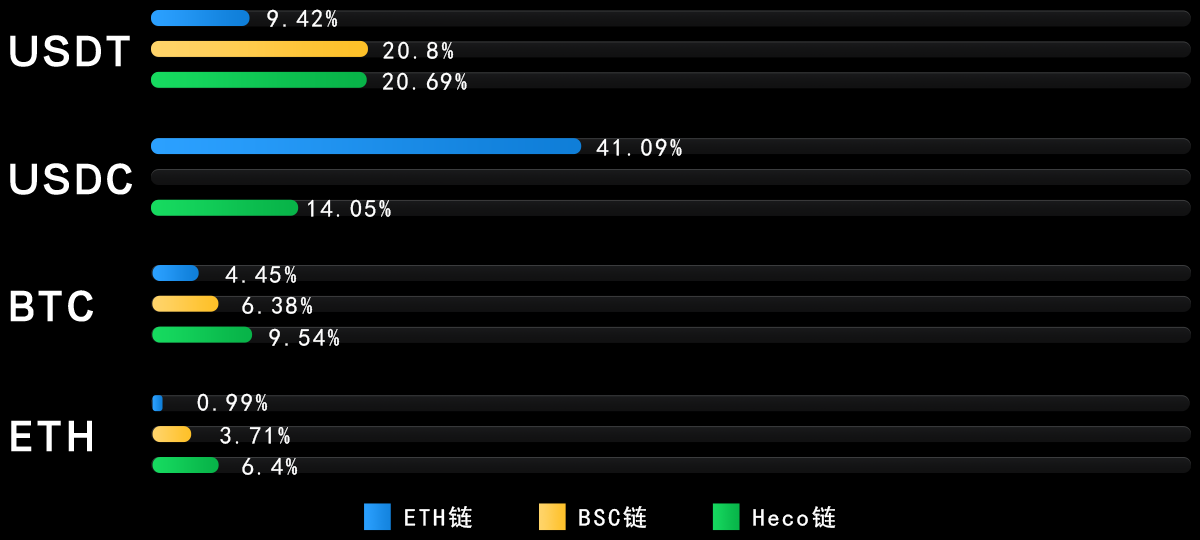 USDT
9.42%
20.8%
20.69%
USDC
41.09%
14.05%
BTC
4.45%
6.38%
9.54%
ETH
0.99%
3.71%
6.4%
ETH链 BSC链 Heco链